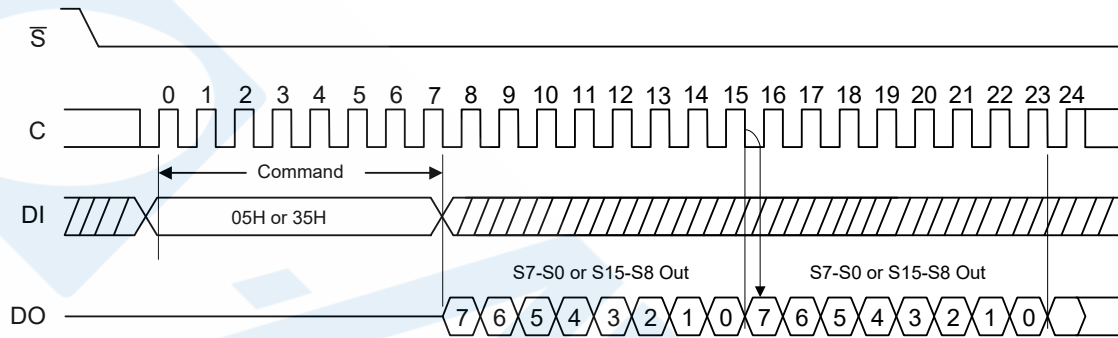 S̅
C
0 1 2 3 4 5 6 7 8 9 10 11 12 13 14 15 16 17 18 19 20 21 22 23 24
Command
DI
05H or 35H
S7-S0 or S15-S8 Out S7-S0 or S15-S8 Out
DO
7 6 5 4 3 2 1 0 7 6 5 4 3 2 1 0